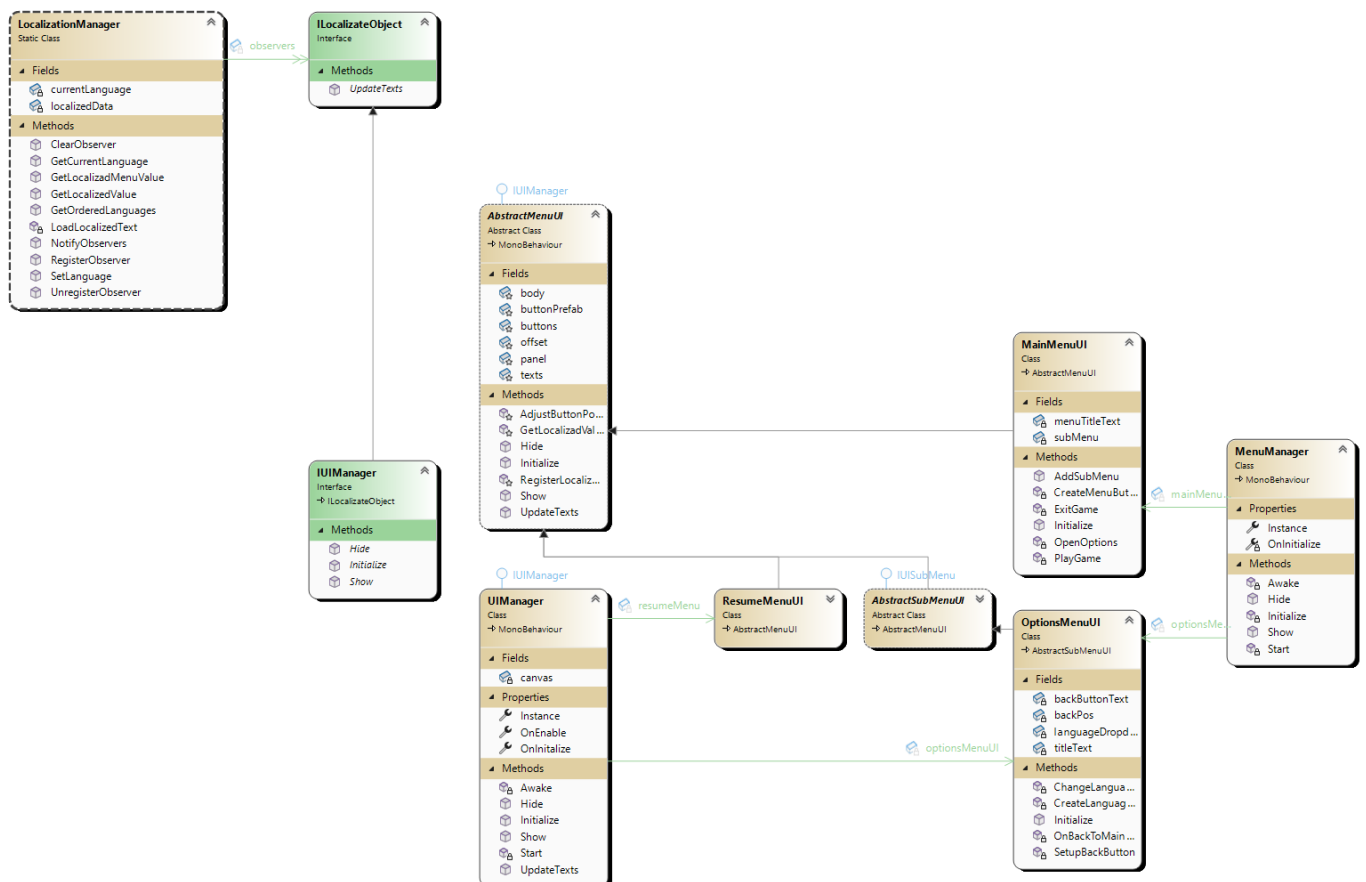 LocalizationManager
Static Class
Fields
currentLanguage
localizedData
Methods
ClearObserver
GetCurrentLanguage
GetLocalizadMenuValue
GetLocalizedValue
GetOrderedLanguages
LoadLocalizedText
NotifyObservers
RegisterObserver
SetLanguage
UnregisterObserver
observers
ILocalizateObject
Interface
Methods
UpdateTexts
IUIManager
Interface
ILocalizateObject
Methods
Hide
Initialize
Show
IUIManager
AbstractMenuUI
Abstract Class
MonoBehaviour
Fields
body
buttonPrefab
buttons
offset
panel
texts
Methods
AdjustButtonPo...
GetLocalizadVal...
Hide
Initialize
RegisterLocaliz...
Show
UpdateTexts
IUIManager
UIManager
Class
MonoBehaviour
Fields
canvas
Properties
Instance
OnEnable
OnInitalize
Methods
Awake
Hide
Initialize
Show
Start
UpdateTexts
resumeMenu
ResumeMenuUI
Class
AbstractMenuUI
IUISubMenu
AbstractSubMenuUI
Abstract Class
AbstractMenuUI
optionsMenuUI
MainMenuUI
Class
AbstractMenuUI
Fields
menuTitleText
subMenu
Methods
AddSubMenu
CreateMenuBut...
ExitGame
Initialize
OpenOptions
PlayGame
OptionsMenuUI
Class
AbstractSubMenuUI
Fields
backButtonText
backPos
languageDropd...
titleText
Methods
ChangeLangua...
CreateLanguag...
Initialize
OnBackToMain...
SetupBackButton
mainMenu...
optionsMe...
MenuManager
Class
MonoBehaviour
Properties
Instance
OnInitialize
Methods
Awake
Hide
Initialize
Show
Start